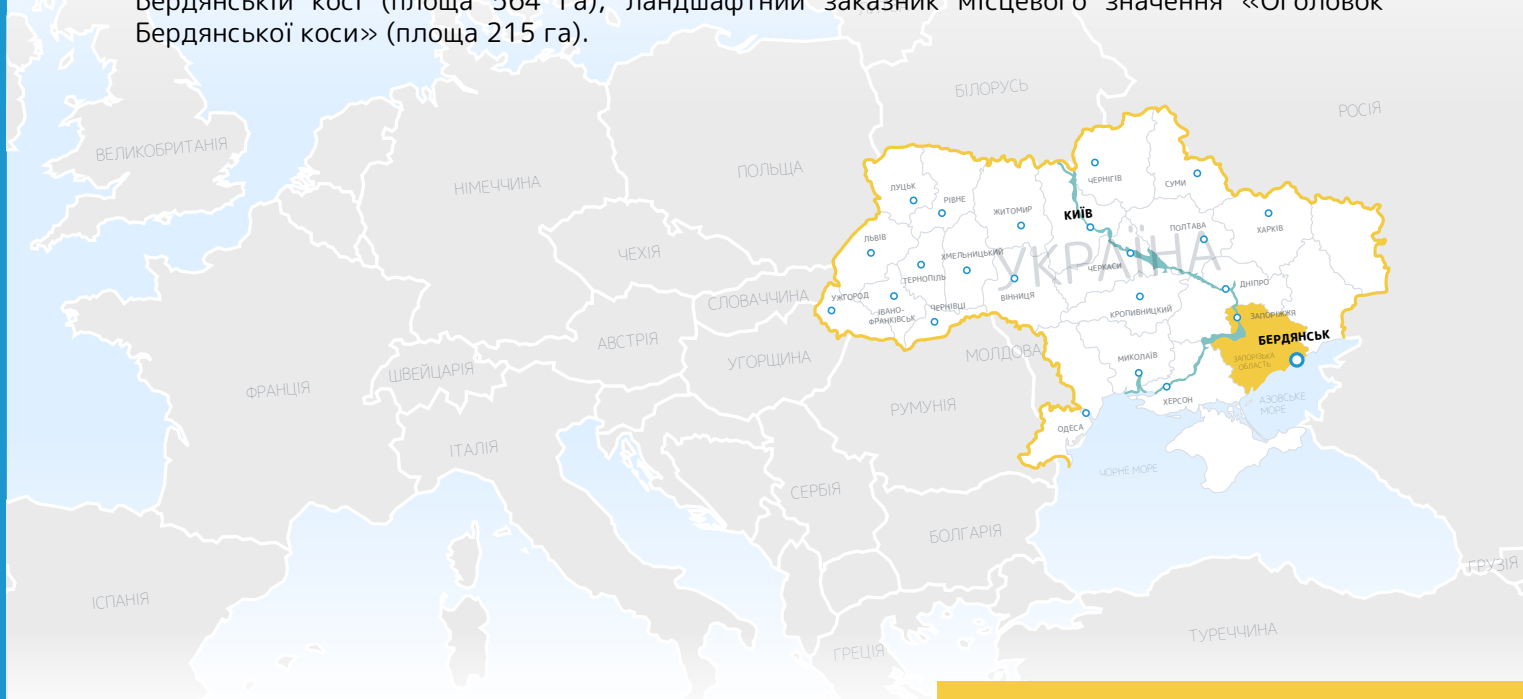 Бердянській косі (площа 564 га), ландшафтний заказник місцевого значення «Оголовок
Бердянської коси» (площа 215 га).
БІЛОРУСЬ
РОСІЯ
ВЕЛИКОБРИТАНІЯ
ПОЛЬЩА
НІМЕЧЧИНА
ЧЕРНІГІВ
СУМИ
ЛУЦЬК
РІВНЕ
ЖИТОМИР
КИЇВ
ПОЛТАВА
ХАРКІВ
ЛЬВІВ
ЧЕХІЯ
ХМЕЛЬНИЦЬКИЙ
УКРАЇНА
ЧЕРКАСИ
ТЕРНОПІЛЬ
ДНІПРО
СЛОВАЧЧИНА
УЖГОРОД
ВІННИЦЯ
ІВАНО-
ФРАНКІВСЬК
ЧЕРНІВЦІ
КРОПИВНИЦЬКИЙ
ЗАПОРІЖЖЯ
АВСТРІЯ
БЕРДЯНСЬК
УГОРЩИНА
МОЛДОВА
МИКОЛАЇВ
ЗАПОРІЗЬКА
ОБЛАСТЬ
ШВЕЙЦАРІЯ
ФРАНЦІЯ
РУМУНІЯ
ХЕРСОН
АЗОВСЬКЕ
МОРЕ
ОДЕСА
ІТАЛІЯ
ЧОРНЕ МОРЕ
СЕРБІЯ
БОЛГАРІЯ
ГРУЗІЯ
ІСПАНІЯ
ТУРЕЧЧИНА
ГРЕЦІЯ